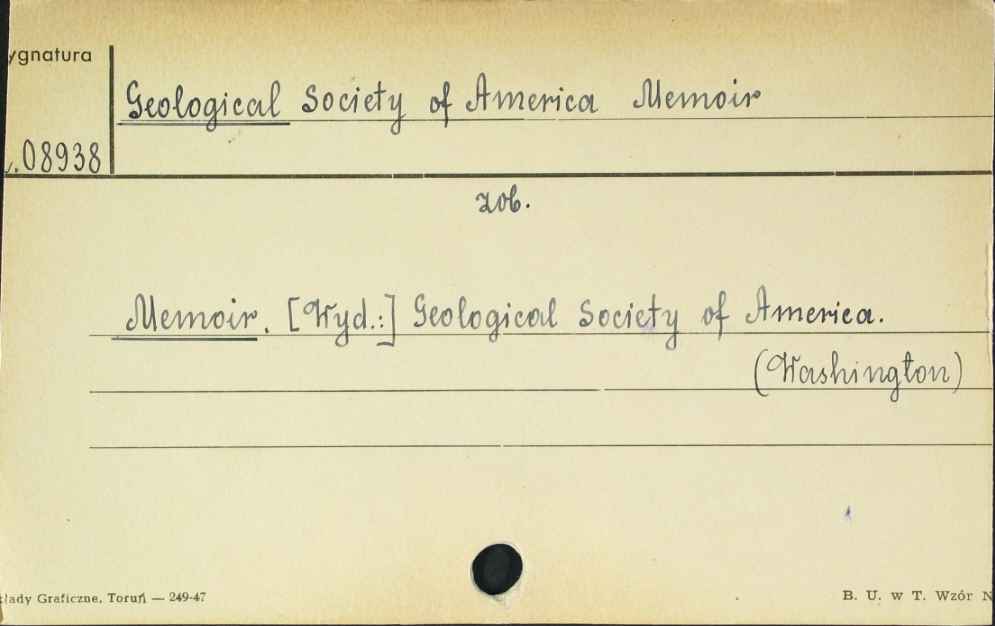 ygnatura
Geological Society of America Memoir
.08938
zob.
Memoir. [Wyd.:] Geological Society of America.
(Washington)
łady Graficzne, Toruń — 249-47
B. U. w T. Wzór N